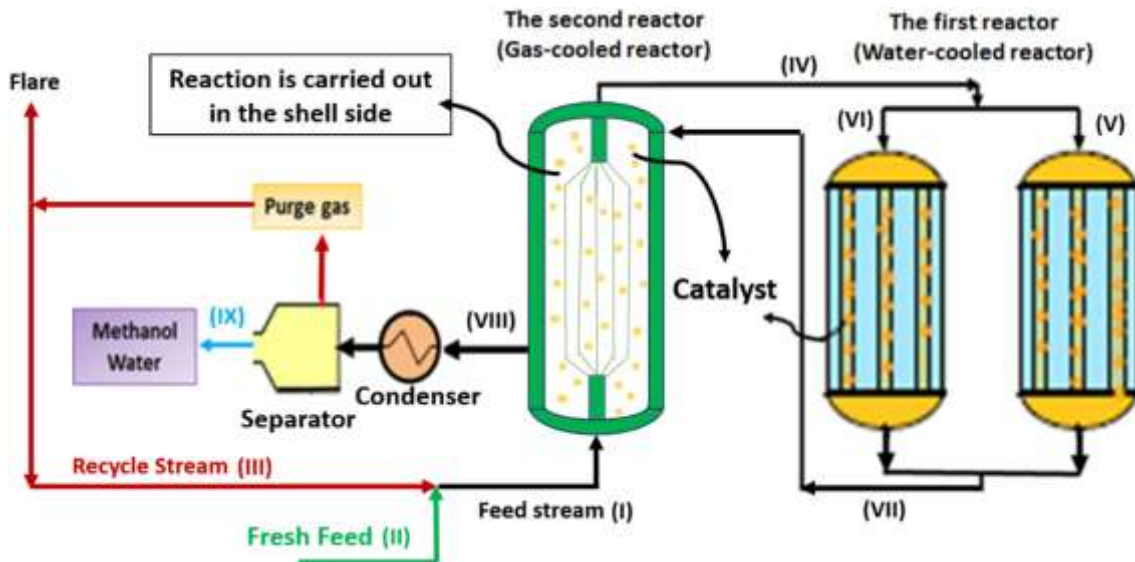 The second reactor
(Gas-cooled reactor)
The first reactor
(Water-cooled reactor)
(IV)
Reaction is carried out
in the shell side
Flare
(VI)
(V)
Purge gas
Catalyst
(IX)
(VIII)
Methanol
Water
Condenser
Separator
Recycle Stream (III)
Feed stream (I)
(VII)
Fresh Feed (II)